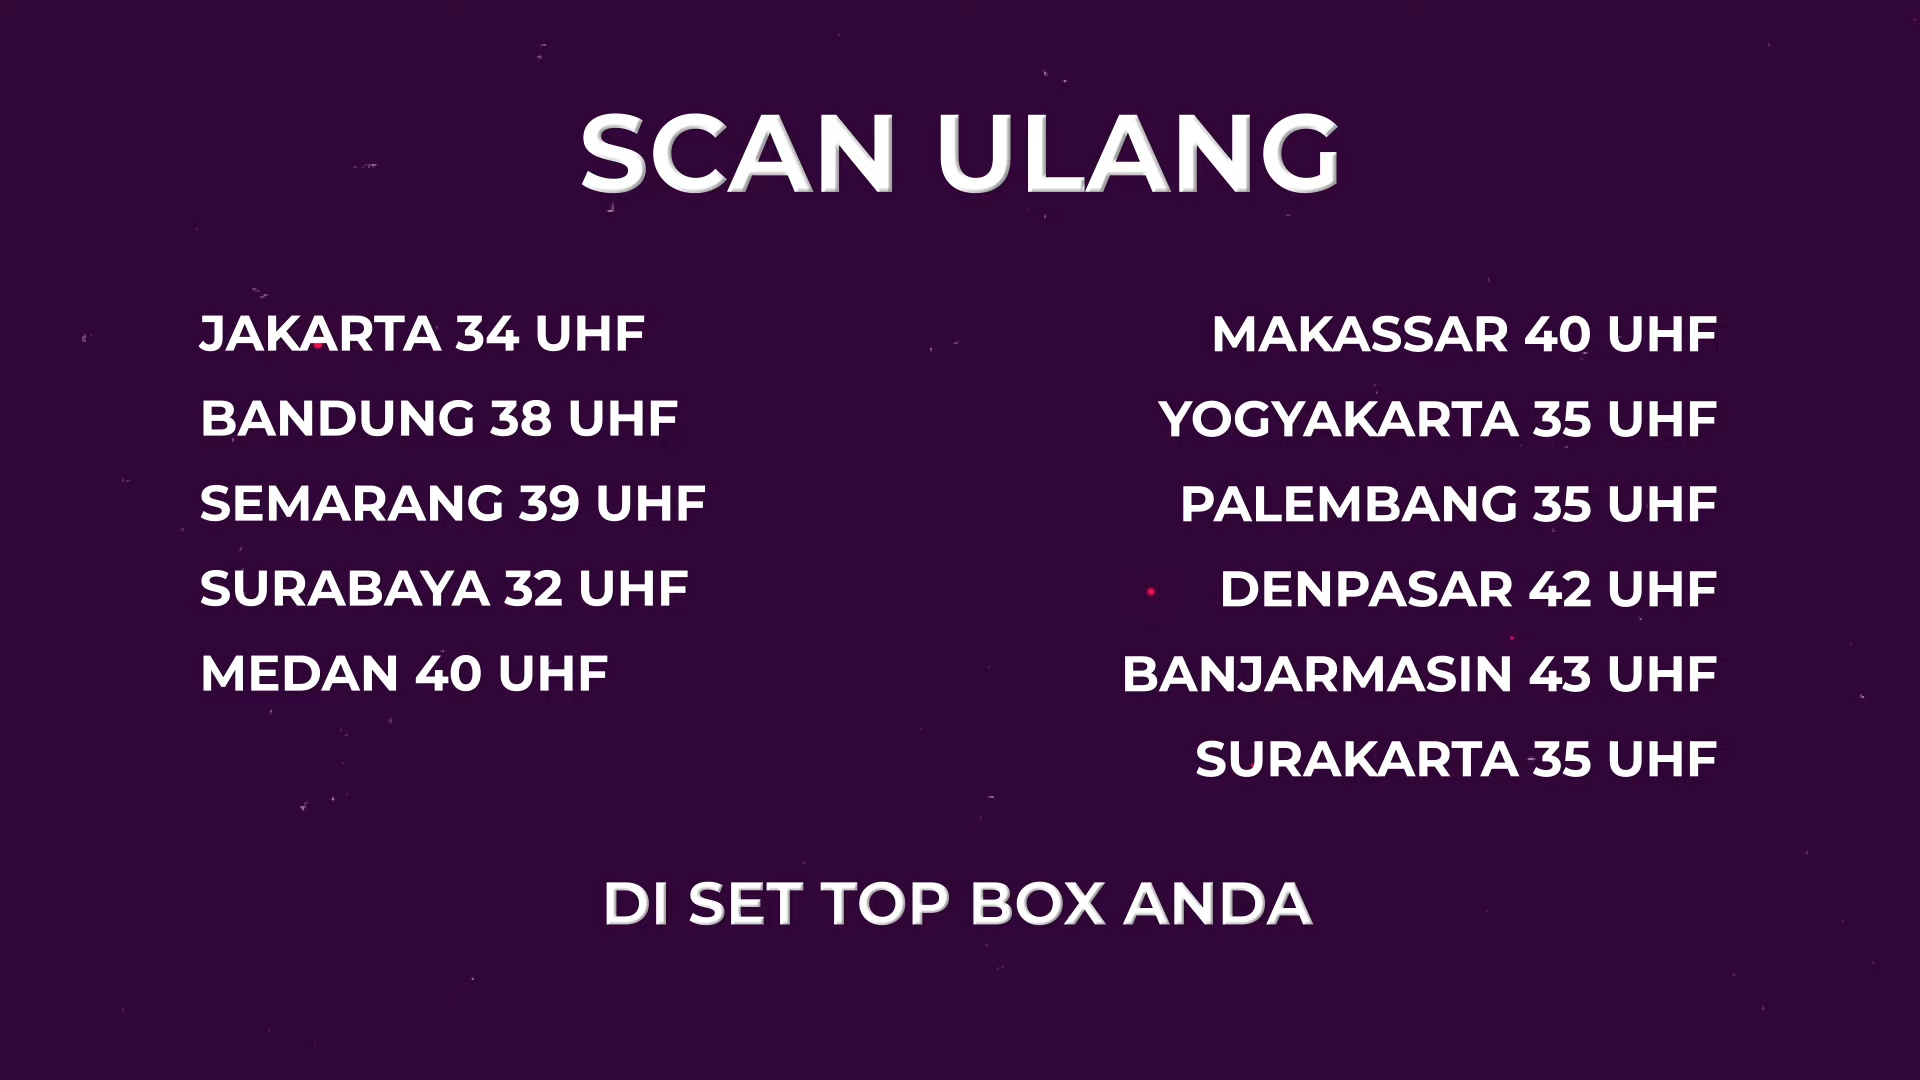 SCAN ULANG
JAKARTA 34 UHF
BANDUNG 38 UHF
SEMARANG 39 UHF
SURABAYA 32 UHF
MEDAN 40 UHF
MAKASSAR 40 UHF
YOGYAKARTA 35 UHF
PALEMBANG 35 UHF
DENPASAR 42 UHF
BANJARMASIN 43 UHF
SURAKARTA 35 UHF
DI SET TOP BOX ANDA